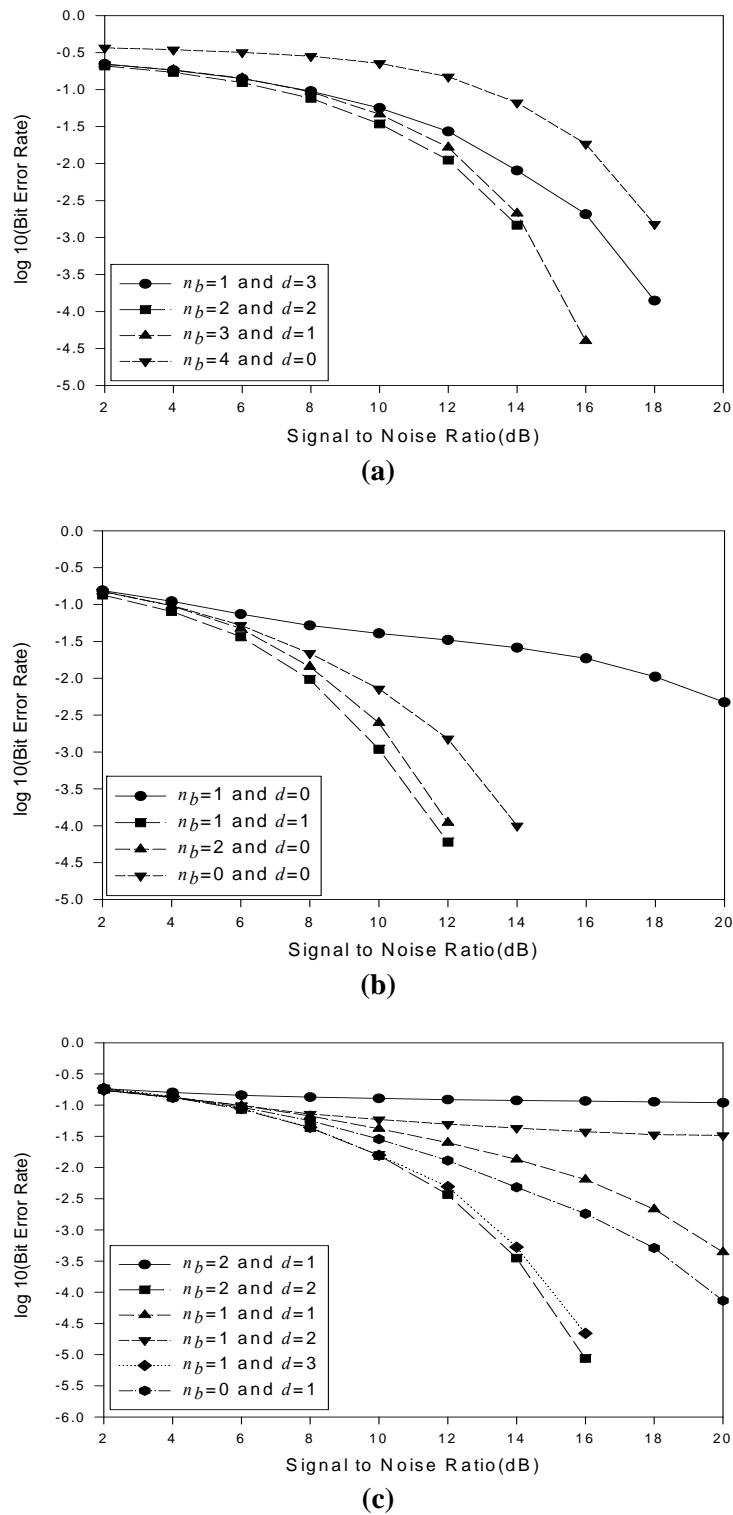 0.0
-0.5
-1.0
-1.5
-2.0
-2.5
-3.0
-3.5
-4.0
-4.5
-5.0
log 10(Bit Error Rate)
n_b=1 and d=3
n_b=2 and d=2
n_b=3 and d=1
n_b=4 and d=0
2 4 6 8 10 12 14 16 18 20
Signal to Noise Ratio(dB)
(a)
0.0
-0.5
-1.0
-1.5
-2.0
-2.5
-3.0
-3.5
-4.0
-4.5
-5.0
log 10(Bit Error Rate)
n_b=1 and d=0
n_b=1 and d=1
n_b=2 and d=0
n_b=0 and d=0
2 4 6 8 10 12 14 16 18 20
Signal to Noise Ratio(dB)
(b)
0.0
-0.5
-1.0
-1.5
-2.0
-2.5
-3.0
-3.5
-4.0
-4.5
-5.0
-5.5
-6.0
log 10(Bit Error Rate)
n_b=2 and d=1
n_b=2 and d=2
n_b=1 and d=1
n_b=1 and d=2
n_b=1 and d=3
n_b=0 and d=1
2 4 6 8 10 12 14 16 18 20
Signal to Noise Ratio(dB)
(c)